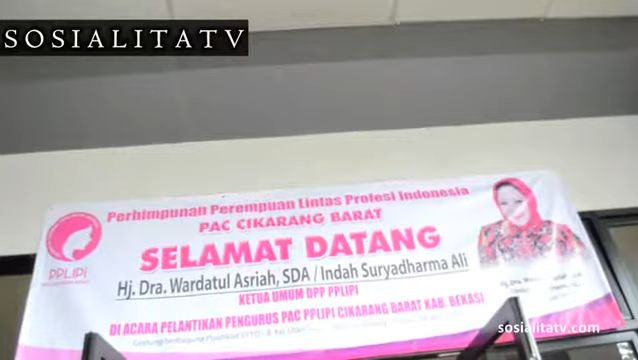 SOSIALITATV
Perhimpunan Perempuan Lintas Profesi Indonesia
PAC CIKARANG BARAT
SELAMAT DATANG
Hj. Dra. Wardatul Asriah, SDA / Indah Suryadharma Ali
KETUA UMUM DPP PPLIPI
DI ACARA PELANTIKAN PENGURUS PAC PPLIPI CIKARANG BARAT KAB. BEKASI
PPLIPI
sosialitatv.com